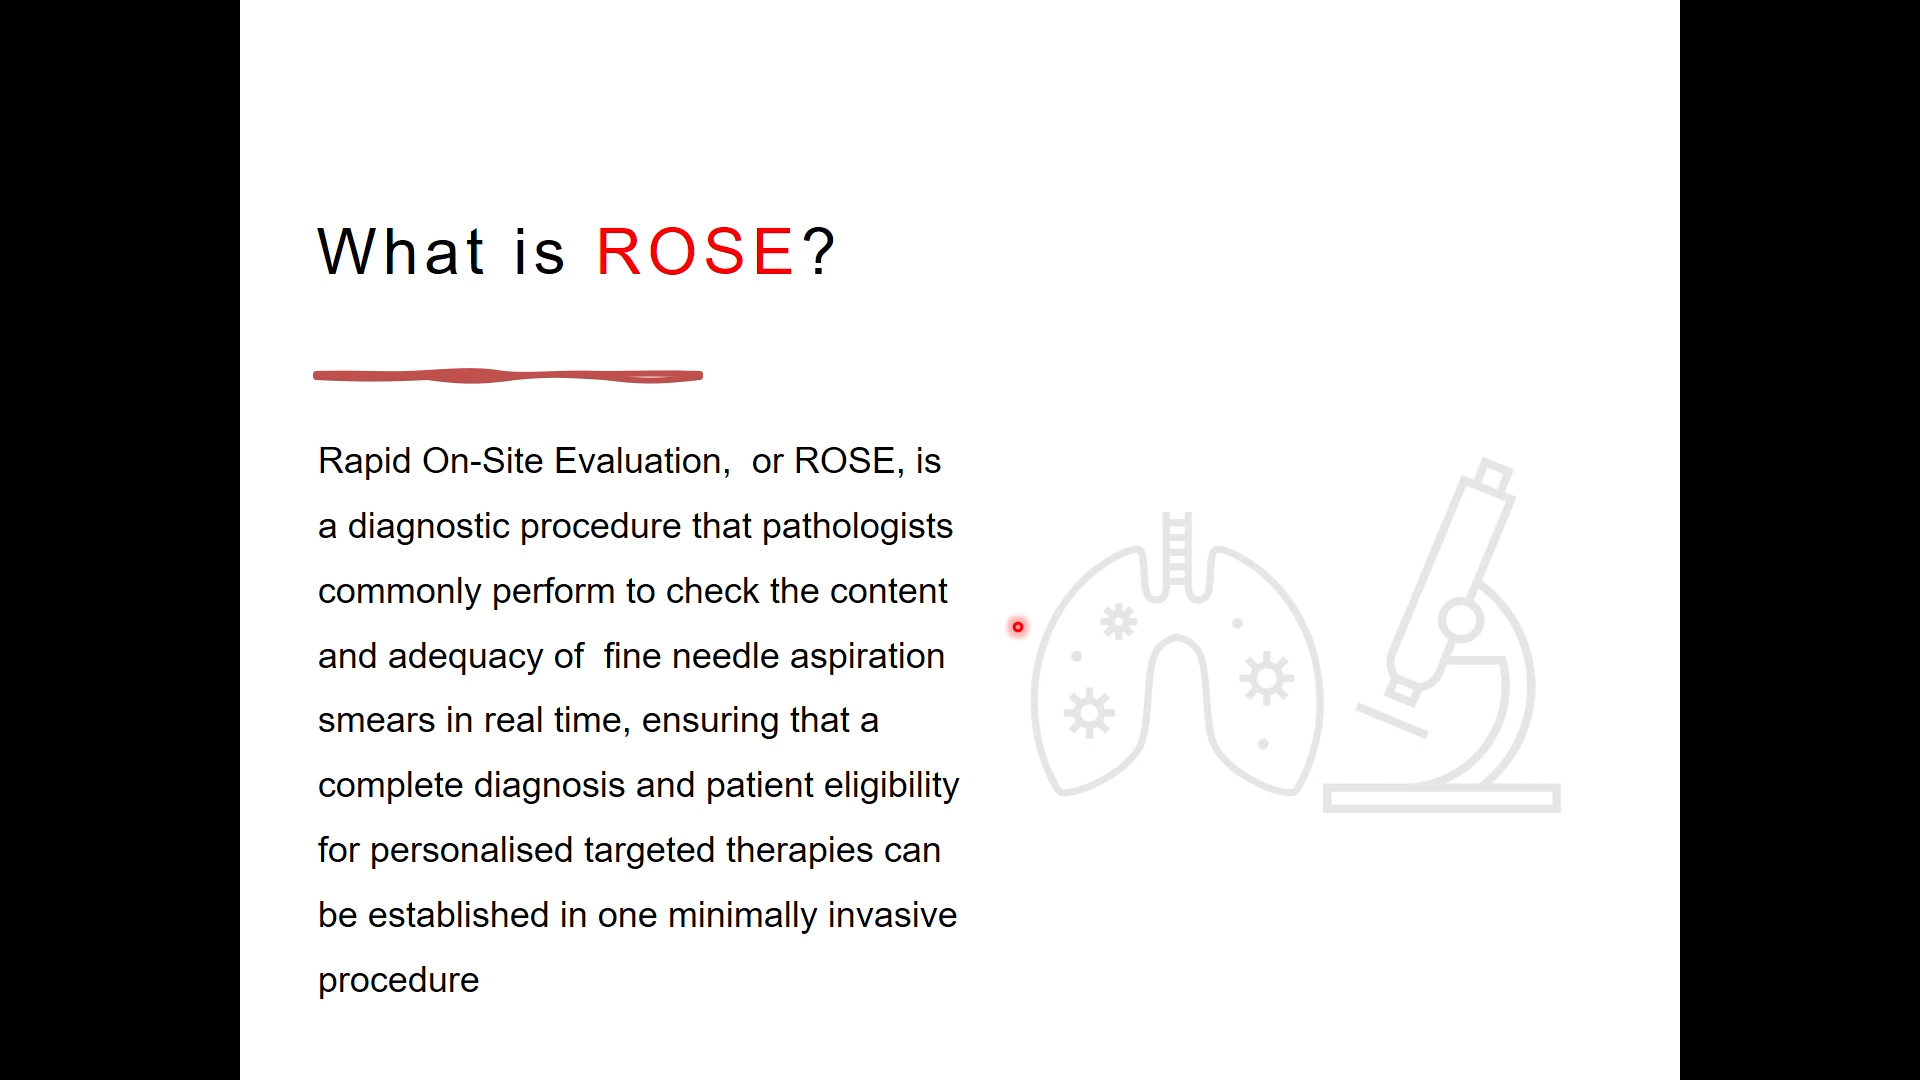 What is ROSE?
Rapid On-Site Evaluation,  or ROSE, is
a diagnostic procedure that pathologists
commonly perform to check the content
and adequacy of  fine needle aspiration
smears in real time, ensuring that a
complete diagnosis and patient eligibility
for personalised targeted therapies can
be established in one minimally invasive
procedure